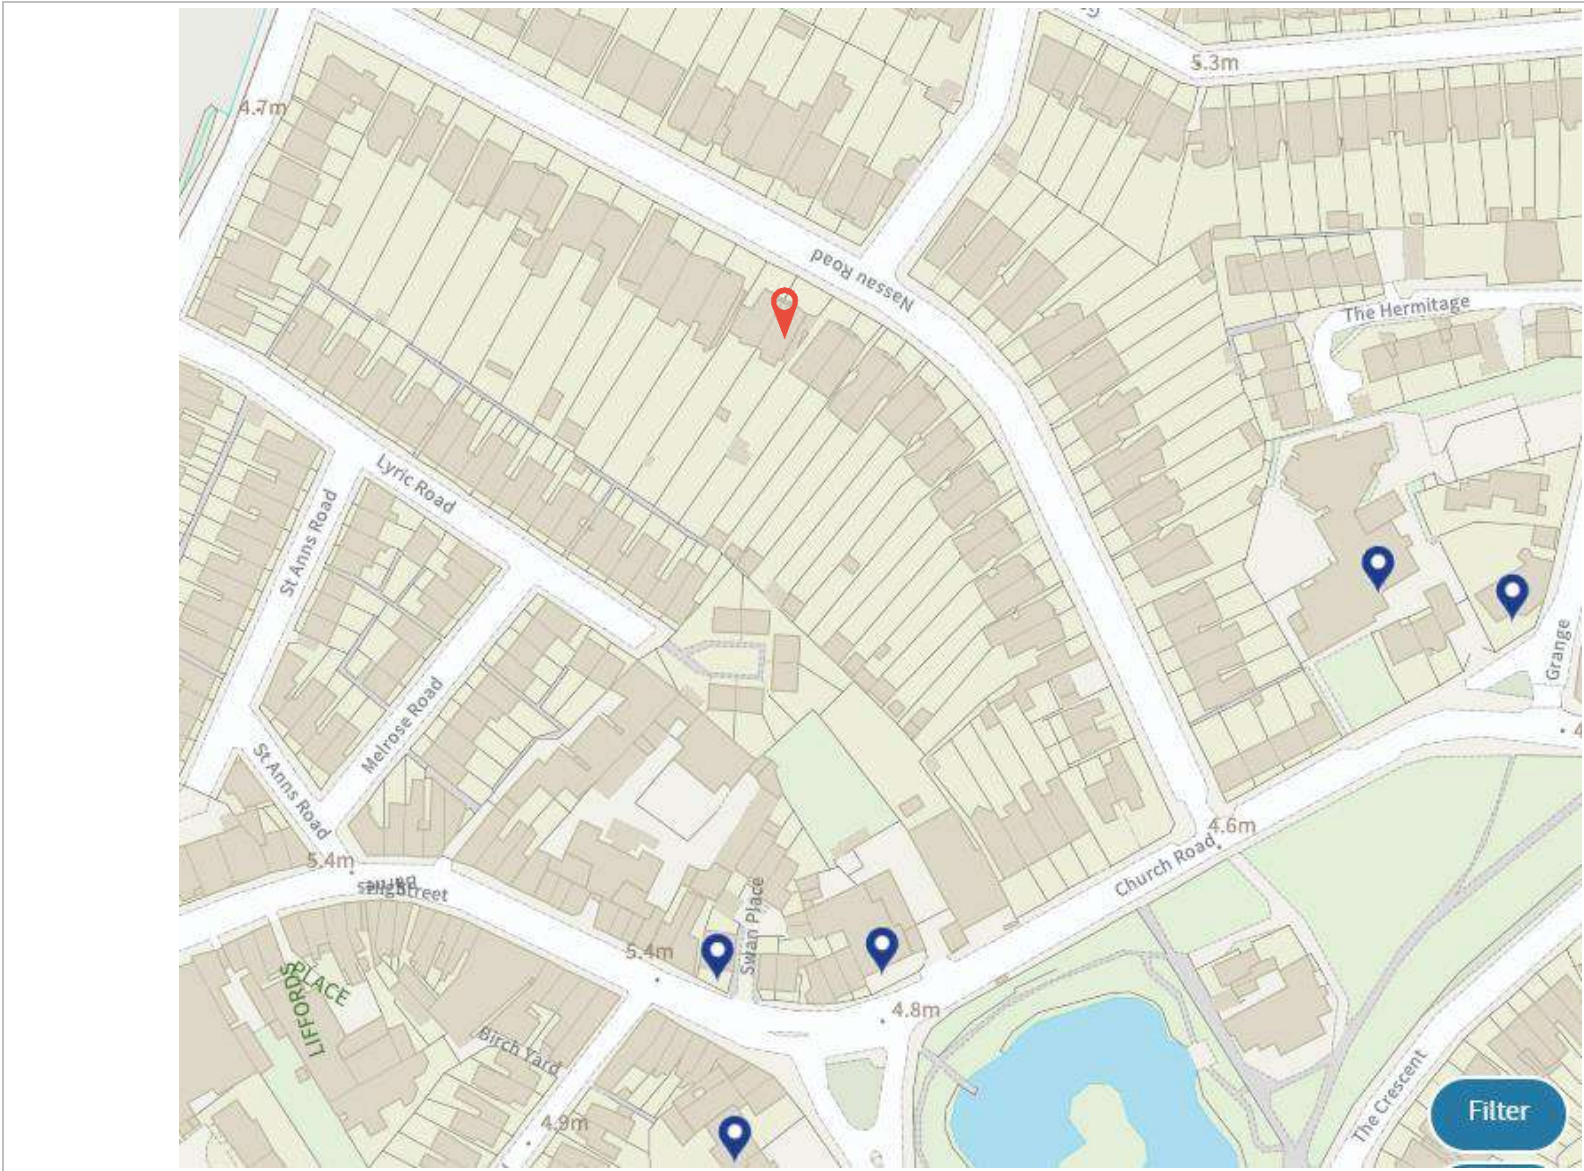 5.3m
4.7m
Nassau Road
The Hermitage
Lyric Road
St Anns Road
Grange
Melrose Road
St Anns Road
4.6m
5.4m
Church Road
Street
Swan Place
5.4m
PLACE
LIFFORDS
4.8m
Birch Yard
The Crescent
Filter
4.9m